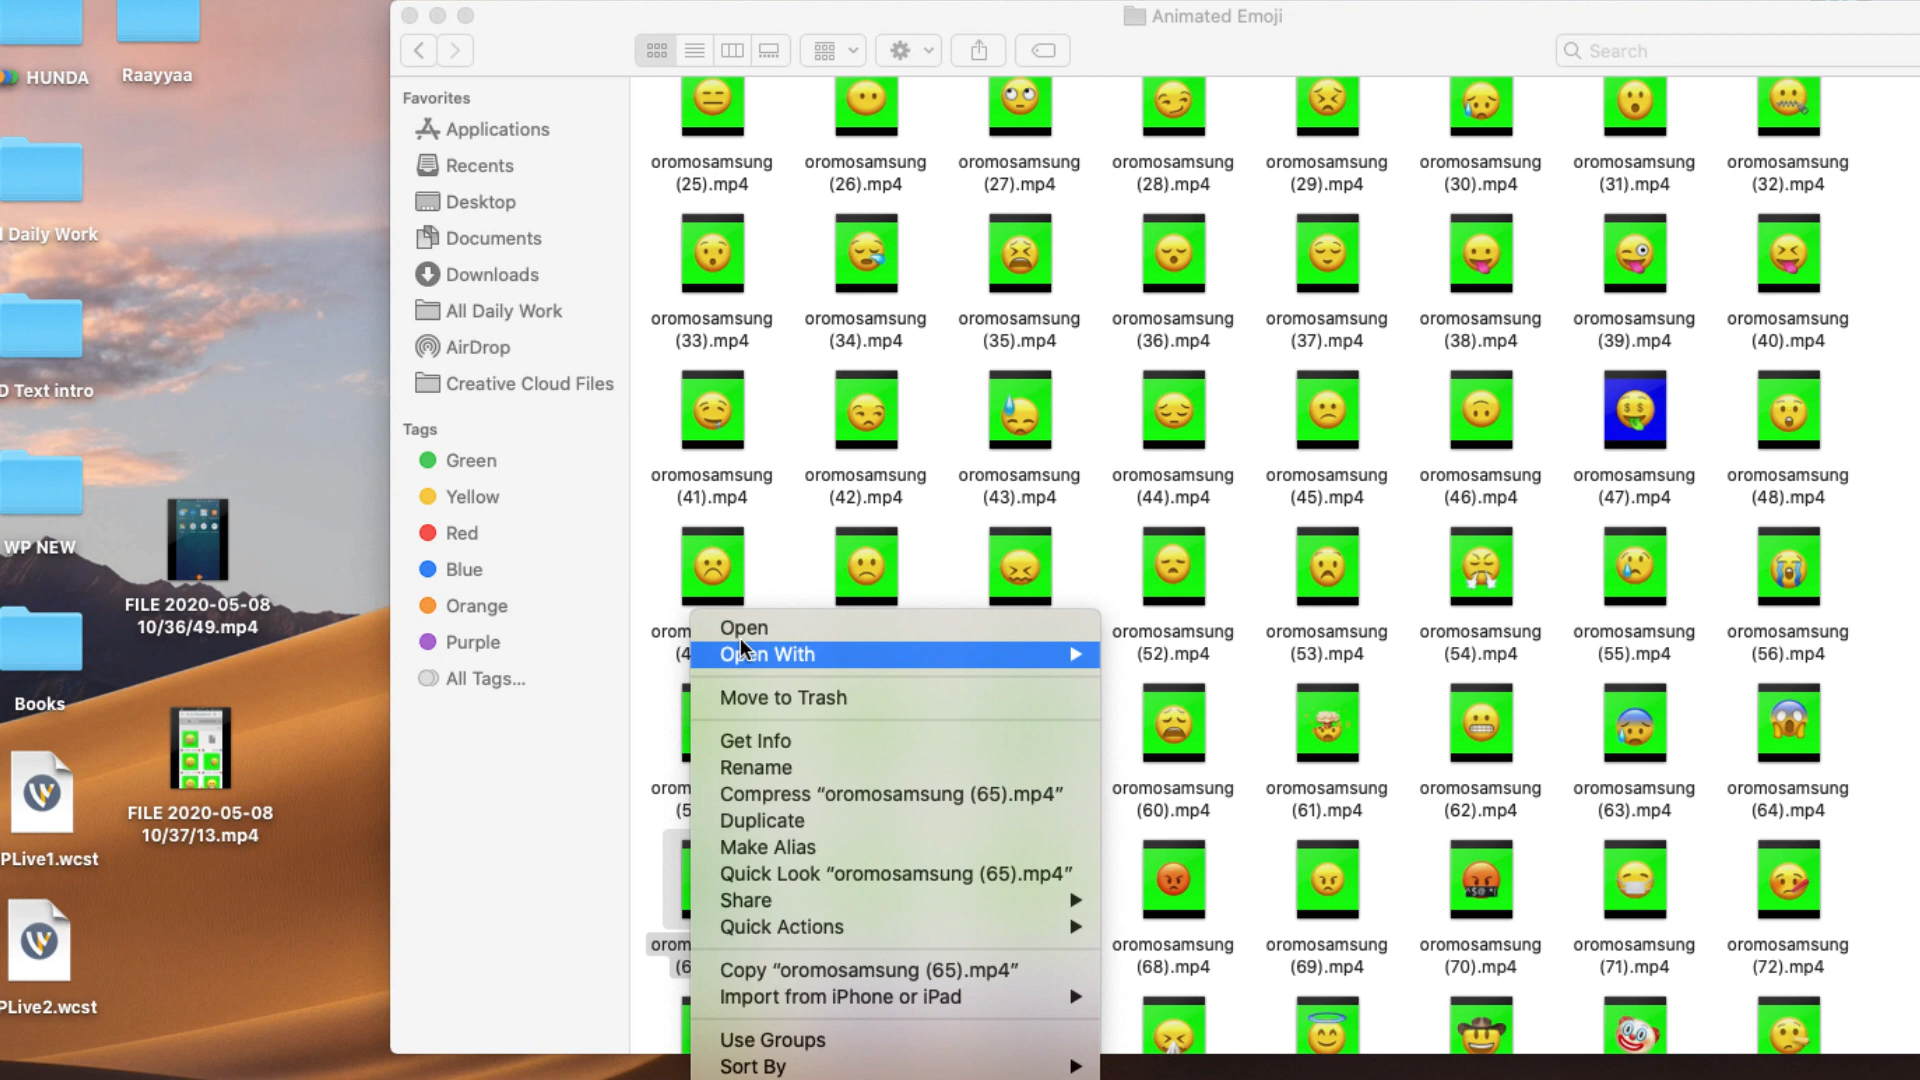 Animated Emoji
Search
HUNDA
Raayyaa
Daily Work
D Text intro
WP NEW
FILE 2020-05-08
10/36/49.mp4
Books
FILE 2020-05-08
10/37/13.mp4
PLive1.wcst
PLive2.wcst
Favorites
Applications
Recents
Desktop
Documents
Downloads
All Daily Work
AirDrop
Creative Cloud Files
Tags
Green
Yellow
Red
Blue
Orange
Purple
All Tags...
oromosamsung oromosamsung oromosamsung oromosamsung oromosamsung oromosamsung oromosamsung oromosamsung
(25).mp4 (26).mp4 (27).mp4 (28).mp4 (29).mp4 (30).mp4 (31).mp4 (32).mp4
oromosamsung oromosamsung oromosamsung oromosamsung oromosamsung oromosamsung oromosamsung oromosamsung
(33).mp4 (34).mp4 (35).mp4 (36).mp4 (37).mp4 (38).mp4 (39).mp4 (40).mp4
oromosamsung oromosamsung oromosamsung oromosamsung oromosamsung oromosamsung oromosamsung oromosamsung
(41).mp4 (42).mp4 (43).mp4 (44).mp4 (45).mp4 (46).mp4 (47).mp4 (48).mp4
orom oromosamsung oromosamsung oromosamsung oromosamsung oromosamsung
(4 (52).mp4 (53).mp4 (54).mp4 (55).mp4 (56).mp4
orom oromosamsung oromosamsung oromosamsung oromosamsung oromosamsung
(5 (60).mp4 (61).mp4 (62).mp4 (63).mp4 (64).mp4
orom oromosamsung oromosamsung oromosamsung oromosamsung oromosamsung
(6 (68).mp4 (69).mp4 (70).mp4 (71).mp4 (72).mp4
Open
Open With
Move to Trash
Get Info
Rename
Compress “oromosamsung (65).mp4”
Duplicate
Make Alias
Quick Look “oromosamsung (65).mp4”
Share
Quick Actions
Copy “oromosamsung (65).mp4”
Import from iPhone or iPad
Use Groups
Sort By